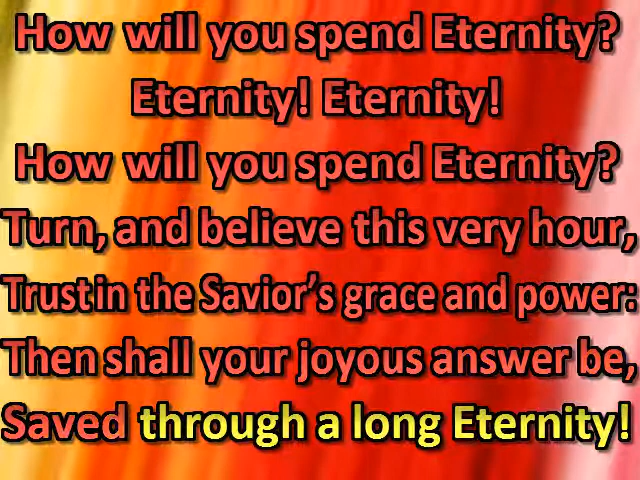 How will you spend Eternity?
Eternity! Eternity!
How will you spend Eternity?
Turn, and believe this very hour,
Trust in the Savior’s grace and power:
Then shall your joyous answer be,
Saved through a long Eternity!